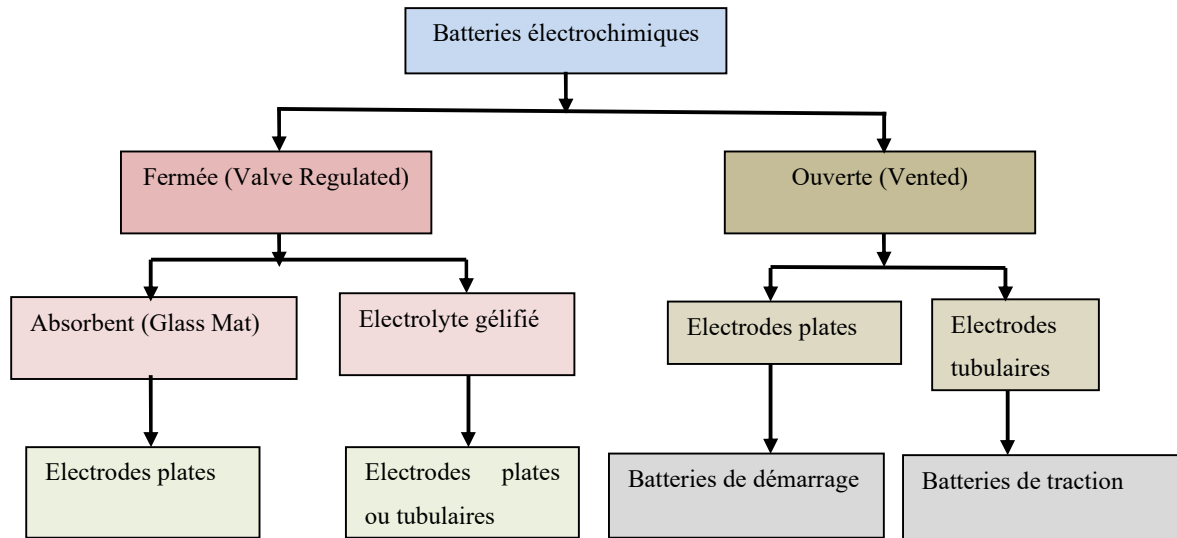 Batteries électrochimiques
Fermée (Valve Regulated)
Ouverte (Vented)
Absorbent (Glass Mat)
Electrolyte gélifié
Electrodes plates
Electrodes
tubulaires
Electrodes plates
Electrodes plates
ou tubulaires
Batteries de démarrage
Batteries de traction